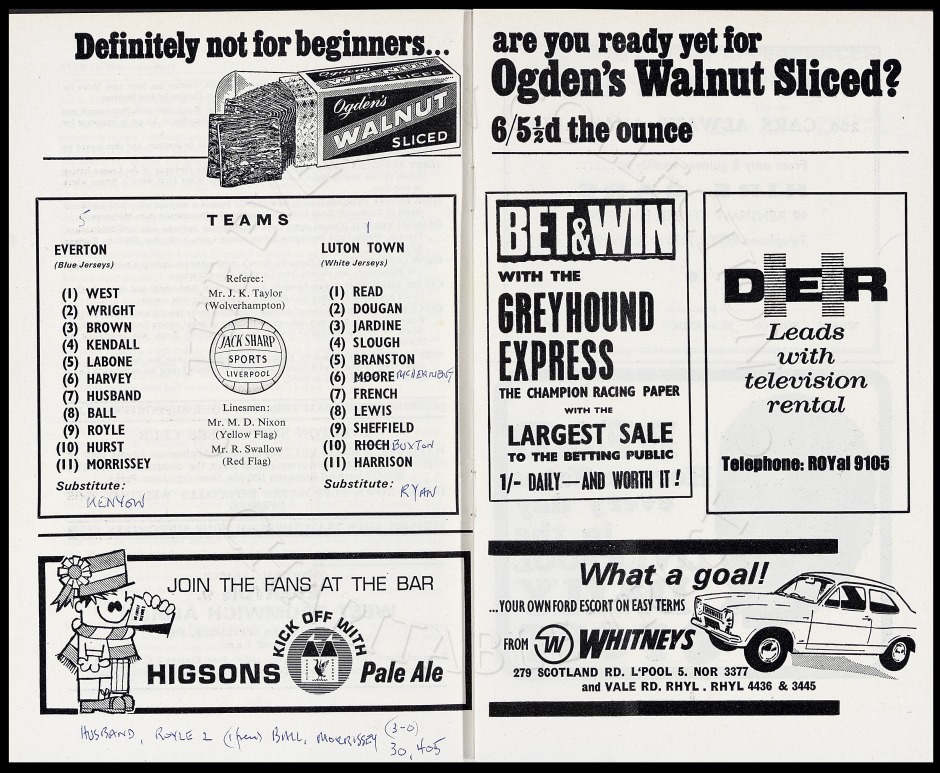 Definitely not for beginners...
Ogden's
WALNUT
SLICED
are you ready yet for
Ogden's Walnut Sliced?
6/5½d the ounce
TEAMS
5
EVERTON
(Blue Jerseys)
(1) WEST
(2) WRIGHT
(3) BROWN
(4) KENDALL
(5) LABONE
(6) HARVEY
(7) HUSBAND
(8) BALL
(9) ROYLE
(10) HURST
(11) MORRISSEY
Substitute:
KENYON
Referee:
Mr. J. K. Taylor
(Wolverhampton)
JACK SHARP
SPORTS
LIVERPOOL
Linesmen:
Mr. M. D. Nixon
(Yellow Flag)
Mr. R. Swallow
(Red Flag)
1
LUTON TOWN
(White Jerseys)
(1) READ
(2) DOUGAN
(3) JARDINE
(4) SLOUGH
(5) BRANSTON
(6) MOORE
(7) FRENCH
(8) LEWIS
(9) SHEFFIELD
(10) RIOCH BUXTON
(11) HARRISON
Substitute:
RYAN
BET & WIN
WITH THE
GREYHOUND
EXPRESS
THE CHAMPION RACING PAPER
WITH THE
LARGEST SALE
TO THE BETTING PUBLIC
1/- DAILY—AND WORTH IT!
DER
Leads
with
television
rental
Telephone: ROYal 9105
JOIN THE FANS AT THE BAR
KICK OFF WITH
HIGSONS
Pale Ale
What a goal!
...YOUR OWN FORD ESCORT ON EASY TERMS
FROM W WHITNEYS
279 SCOTLAND RD. L'POOL 5. NOR 3377
and VALE RD. RHYL . RHYL 4436 & 3445
HUSBAND, ROYLE 2 (1 pen) BALL, MORRISSEY (3-0)
30,405